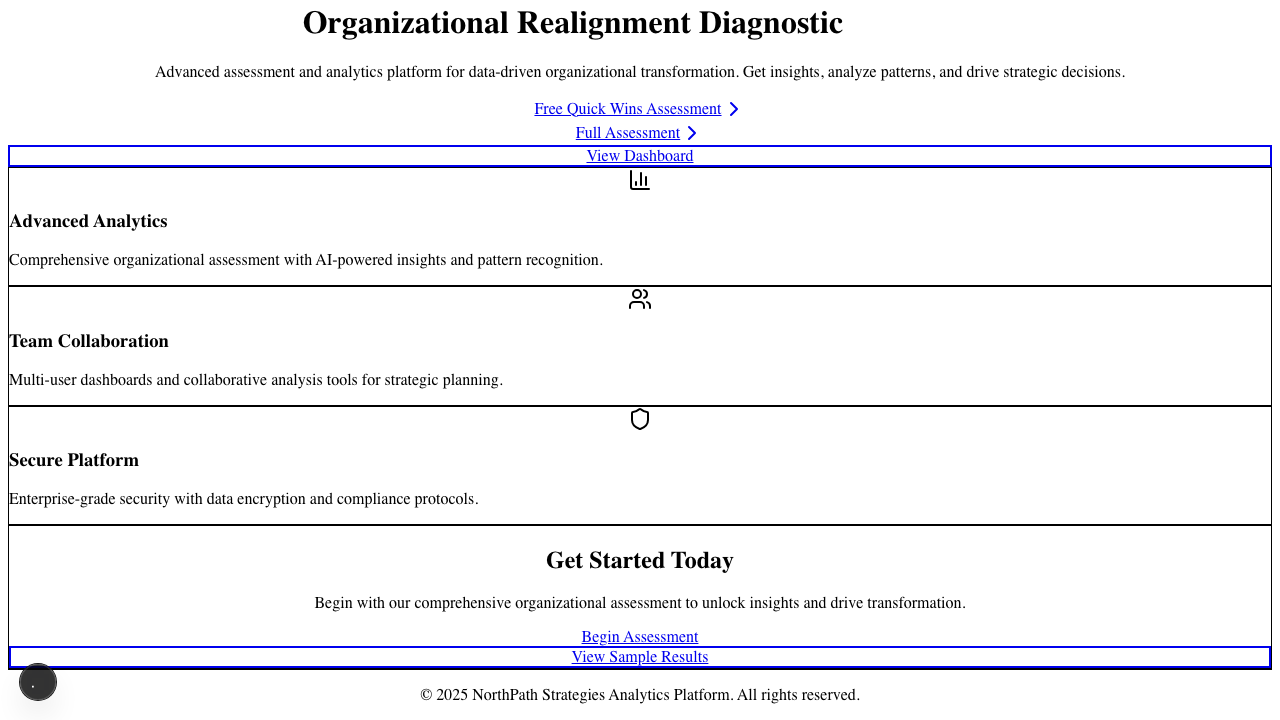 Organizational Realignment Diagnostic
Advanced assessment and analytics platform for data-driven organizational transformation. Get insights, analyze patterns, and drive strategic decisions.
Free Quick Wins Assessment
Full Assessment
View Dashboard
Advanced Analytics
Comprehensive organizational assessment with AI-powered insights and pattern recognition.
Team Collaboration
Multi-user dashboards and collaborative analysis tools for strategic planning.
Secure Platform
Enterprise-grade security with data encryption and compliance protocols.
Get Started Today
Begin with our comprehensive organizational assessment to unlock insights and drive transformation.
Begin Assessment
View Sample Results
© 2025 NorthPath Strategies Analytics Platform. All rights reserved.